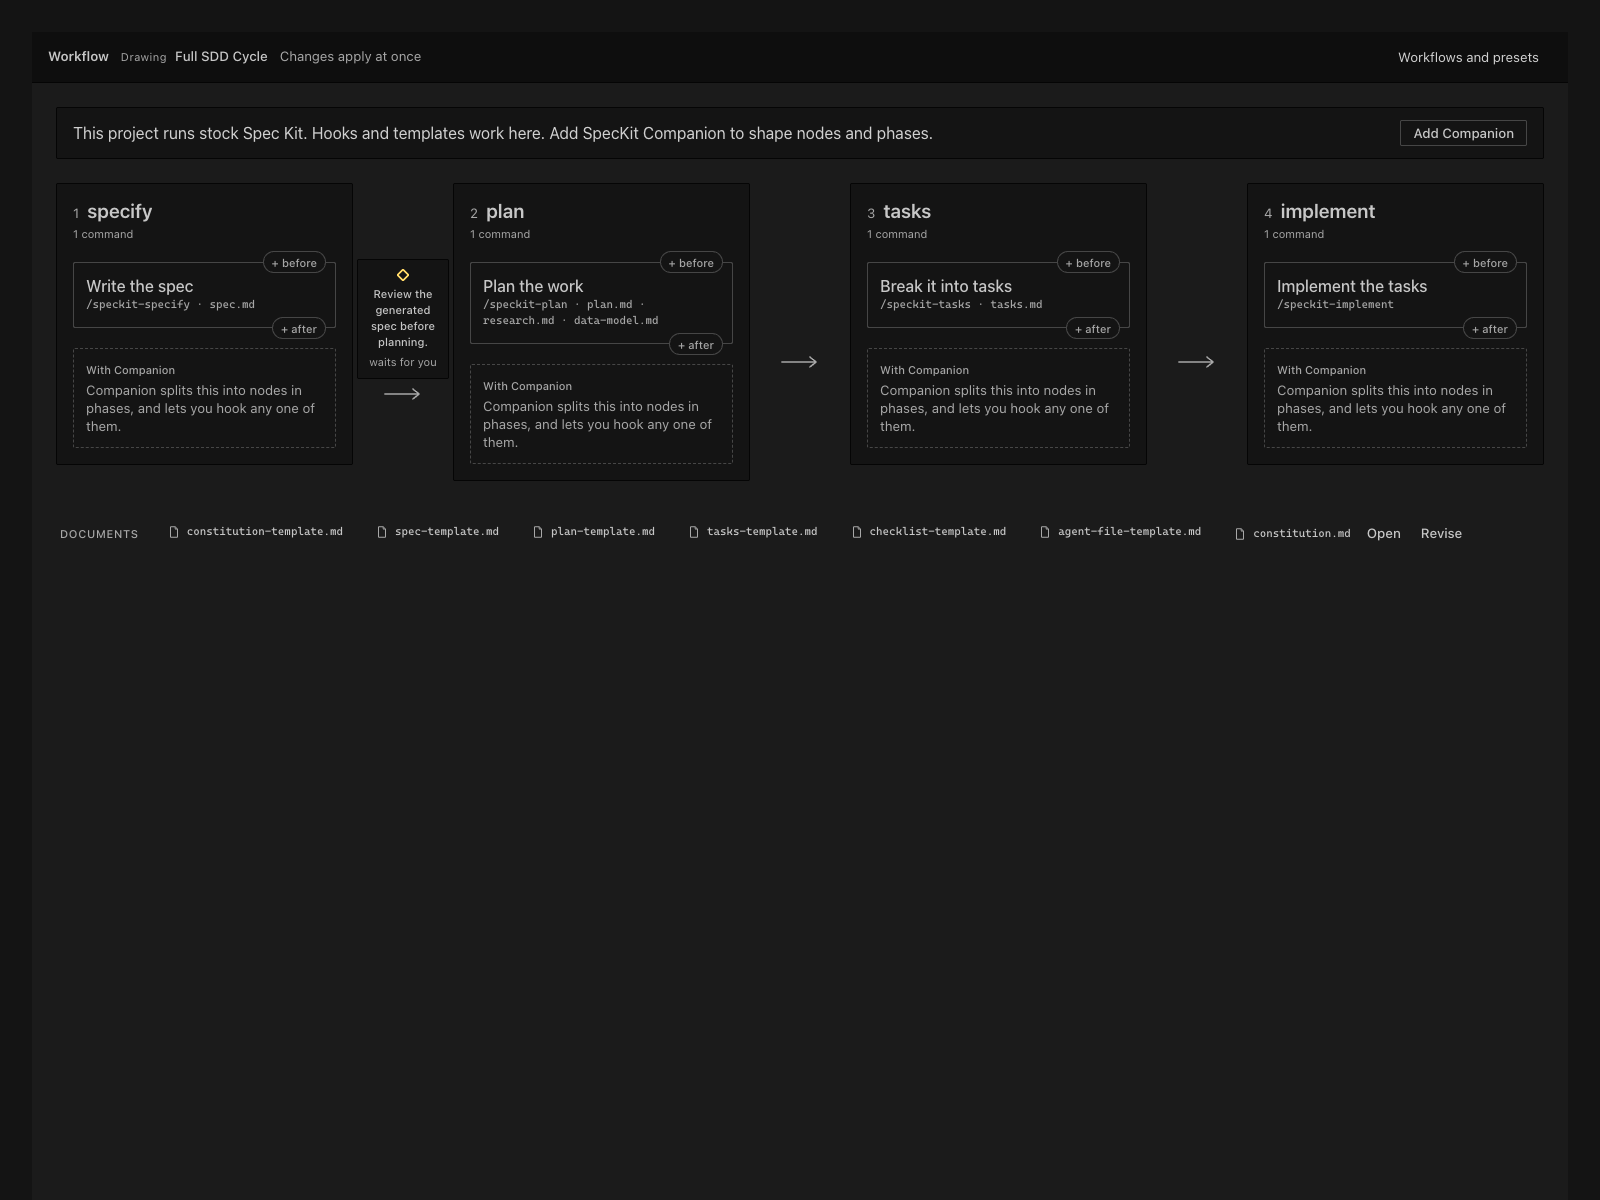 Workflow Drawing Full SDD Cycle Changes apply at once
Workflows and presets
This project runs stock Spec Kit. Hooks and templates work here. Add SpecKit Companion to shape nodes and phases.
Add Companion
1 specify
1 command
+ before
Write the spec
/speckit-specify · spec.md
+ after
With Companion
Companion splits this into nodes in
phases, and lets you hook any one of
them.
Review the
generated
spec before
planning.
waits for you
2 plan
1 command
+ before
Plan the work
/speckit-plan · plan.md ·
research.md · data-model.md
+ after
With Companion
Companion splits this into nodes in
phases, and lets you hook any one of
them.
3 tasks
1 command
+ before
Break it into tasks
/speckit-tasks · tasks.md
+ after
With Companion
Companion splits this into nodes in
phases, and lets you hook any one of
them.
4 implement
1 command
+ before
Implement the tasks
/speckit-implement
+ after
With Companion
Companion splits this into nodes in
phases, and lets you hook any one of
them.
DOCUMENTS constitution-template.md spec-template.md plan-template.md tasks-template.md checklist-template.md agent-file-template.md constitution.md Open Revise